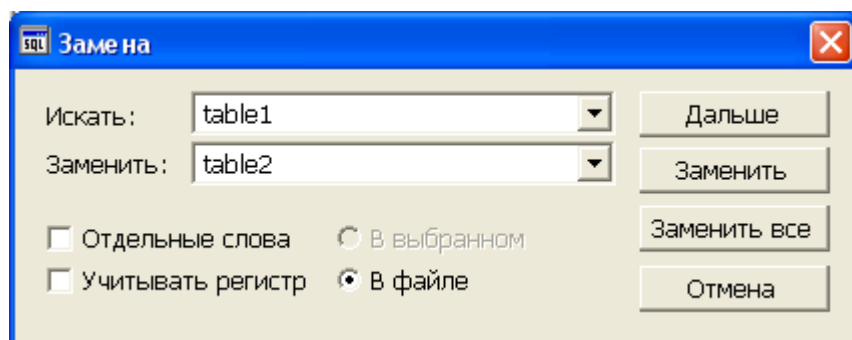 SQL Замена
Искать: table1 Дальше
Заменить: table2 Заменить
Отдельные слова В выбранном Заменить все
Учитывать регистр В файле Отмена